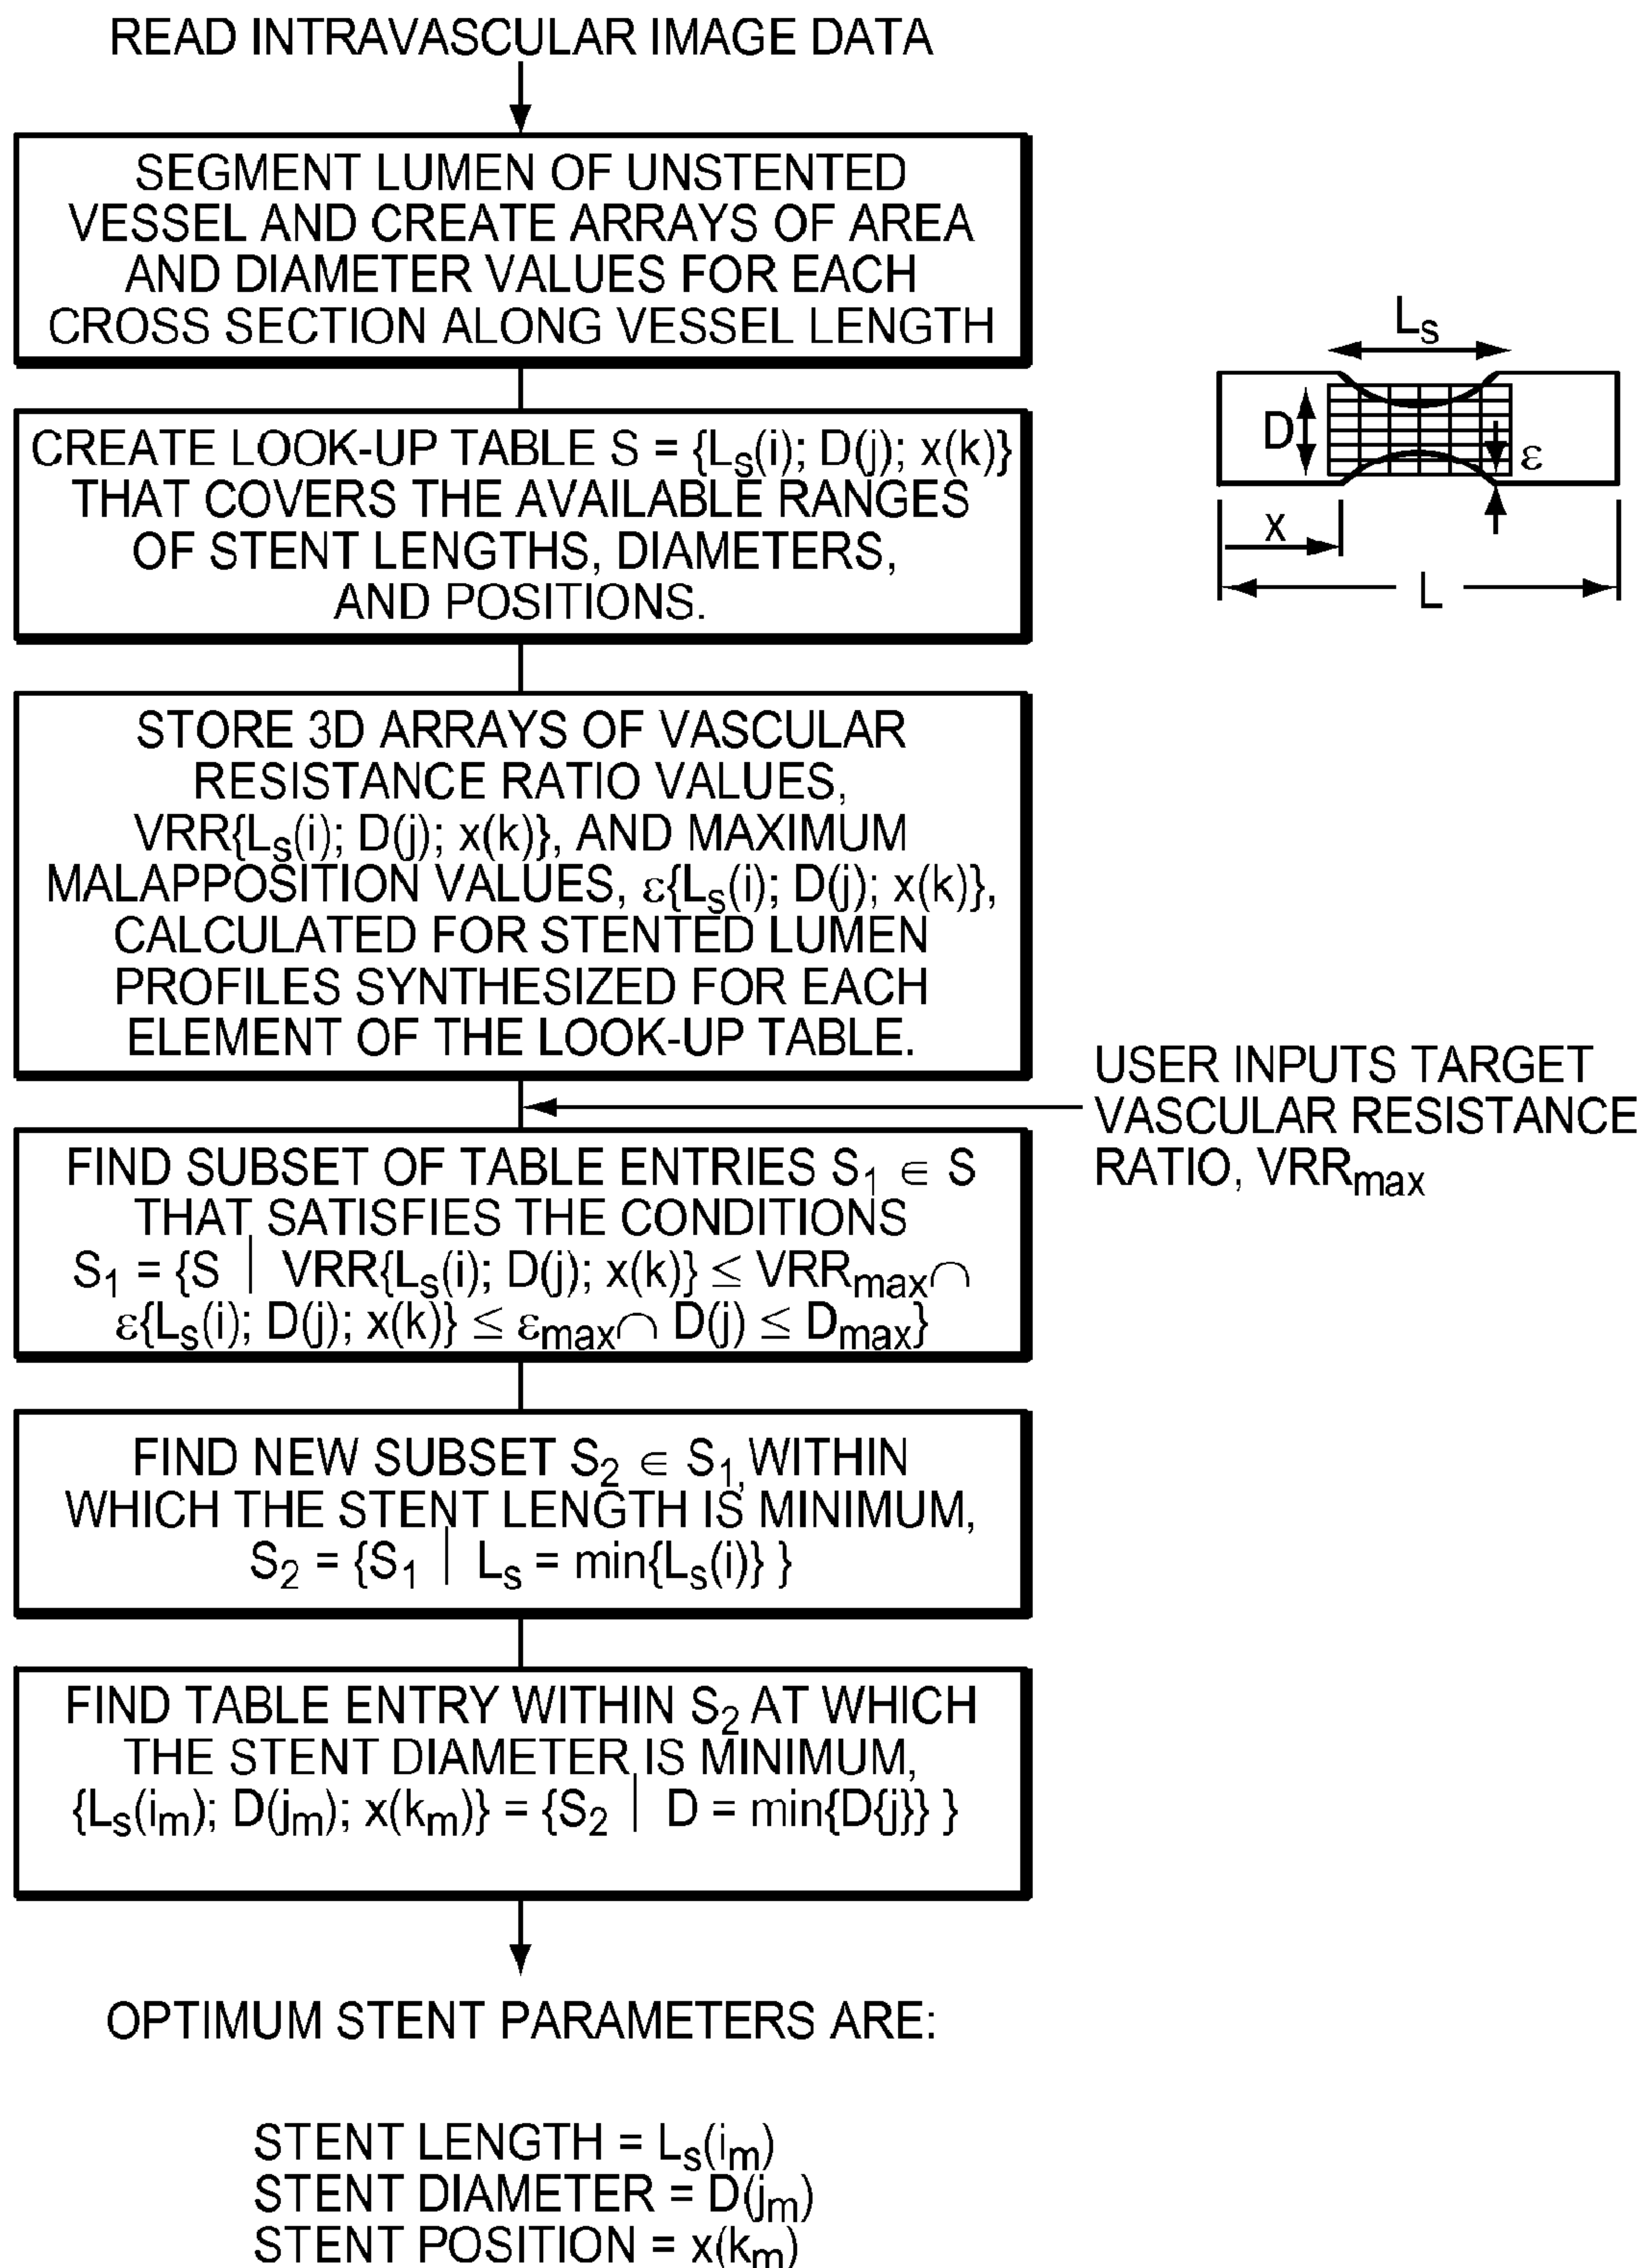 READ INTRAVASCULAR IMAGE DATA
SEGMENT LUMEN OF UNSTENTED
VESSEL AND CREATE ARRAYS OF AREA
AND DIAMETER VALUES FOR EACH
CROSS SECTION ALONG VESSEL LENGTH
CREATE LOOK-UP TABLE S = {Lₛ(i); D(j); x(k)}
THAT COVERS THE AVAILABLE RANGES
OF STENT LENGTHS, DIAMETERS,
AND POSITIONS.
Lₛ
D
ε
x
L
STORE 3D ARRAYS OF VASCULAR
RESISTANCE RATIO VALUES,
VRR{Lₛ(i); D(j); x(k)}, AND MAXIMUM
MALAPPOSITION VALUES, ε{Lₛ(i); D(j); x(k)},
CALCULATED FOR STENTED LUMEN
PROFILES SYNTHESIZED FOR EACH
ELEMENT OF THE LOOK-UP TABLE.
USER INPUTS TARGET
VASCULAR RESISTANCE
RATIO, VRRₘₐₓ
FIND SUBSET OF TABLE ENTRIES S₁ ∈ S
THAT SATISFIES THE CONDITIONS
S₁ = {S | VRR{Lₛ(i); D(j); x(k)} ≤ VRRₘₐₓ∩
ε{Lₛ(i); D(j); x(k)} ≤ εₘₐₓ∩ D(j) ≤ Dₘₐₓ}
FIND NEW SUBSET S₂ ∈ S₁, WITHIN
WHICH THE STENT LENGTH IS MINIMUM,
S₂ = {S₁ | Lₛ = min{Lₛ(i)} }
FIND TABLE ENTRY WITHIN S₂ AT WHICH
THE STENT DIAMETER IS MINIMUM,
{Lₛ(iₘ); D(jₘ); x(kₘ)} = {S₂ | D = min{D{j}} }
OPTIMUM STENT PARAMETERS ARE:
STENT LENGTH = Lₛ(iₘ)
STENT DIAMETER = D(jₘ)
STENT POSITION = x(kₘ)